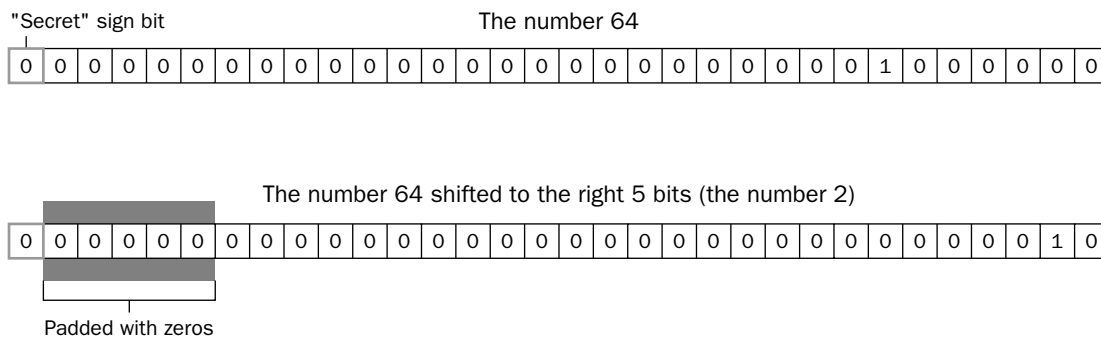 "Secret" sign bit
The number 64
0 0 0 0 0 0 0 0 0 0 0 0 0 0 0 0 0 0 0 0 0 0 0 0 0 1 0 0 0 0 0 0
The number 64 shifted to the right 5 bits (the number 2)
0 0 0 0 0 0 0 0 0 0 0 0 0 0 0 0 0 0 0 0 0 0 0 0 0 0 0 0 0 0 1 0
Padded with zeros